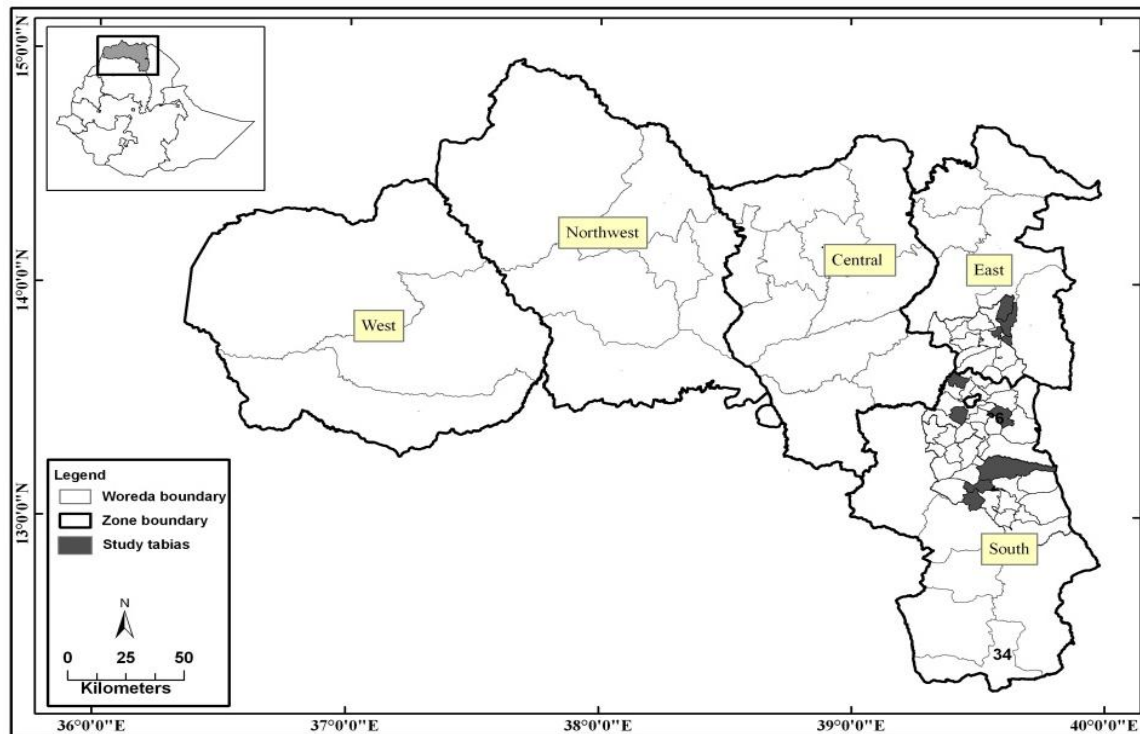 15°0'0"N
14°0'0"N
13°0'0"N
Northwest
Central
East
West
6
South
34
Legend
Woreda boundary
Zone boundary
Study tabias
N
0 25 50
Kilometers
36°0'0"E 37°0'0"E 38°0'0"E 39°0'0"E 40°0'0"E